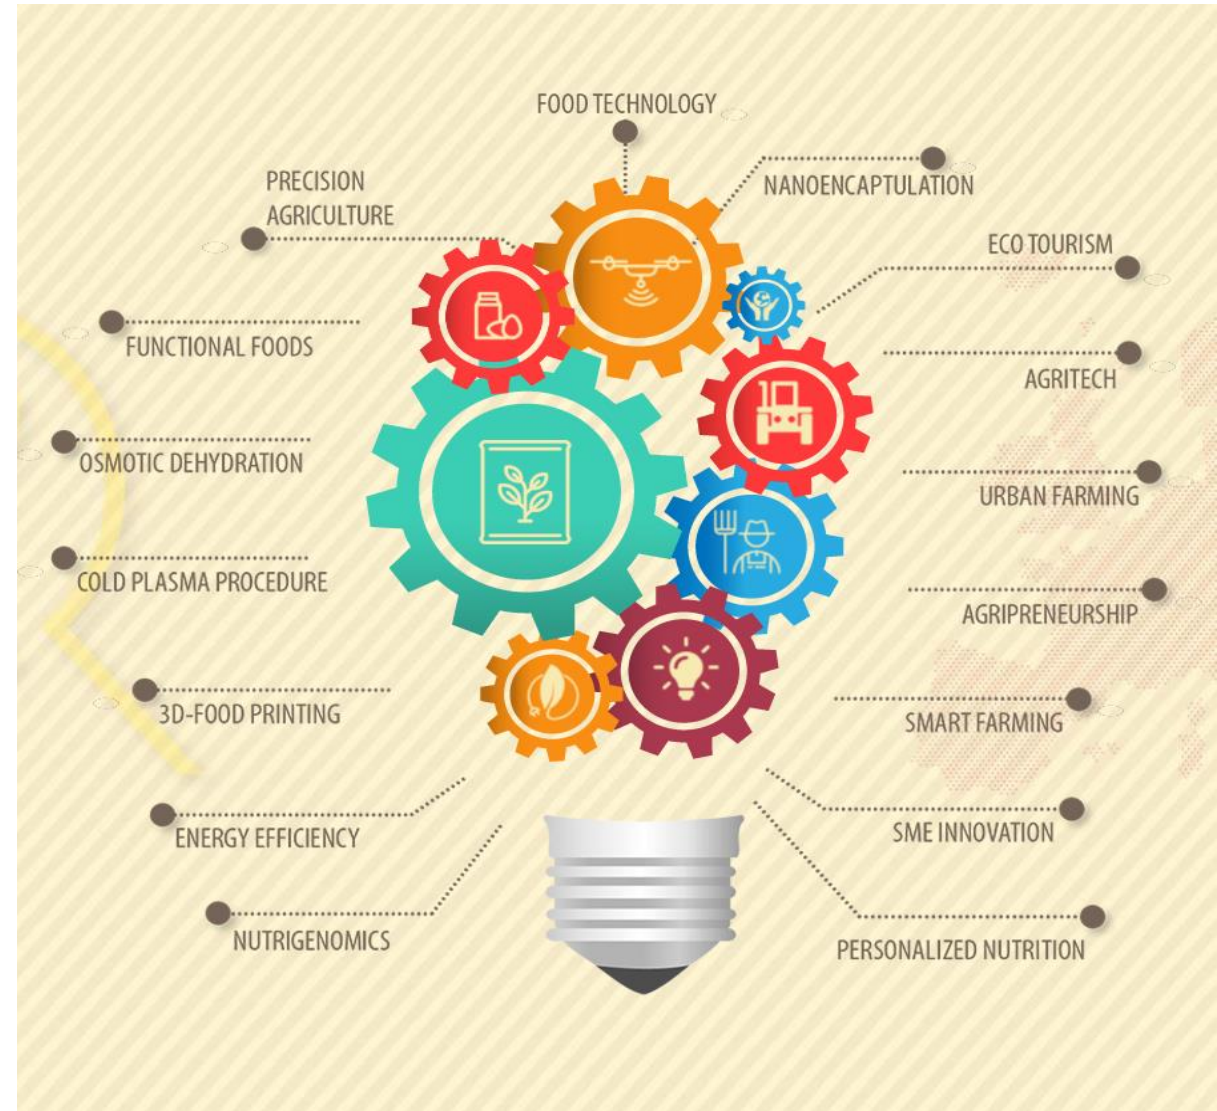 FOOD TECHNOLOGY
NANOENCAPTULATION
PRECISION
AGRICULTURE
ECO TOURISM
FUNCTIONAL FOODS
AGRITECH
OSMOTIC DEHYDRATION
URBAN FARMING
COLD PLASMA PROCEDURE
AGRIPRENEURSHIP
3D-FOOD PRINTING
SMART FARMING
ENERGY EFFICIENCY
SME INNOVATION
NUTRIGENOMICS
PERSONALIZED NUTRITION